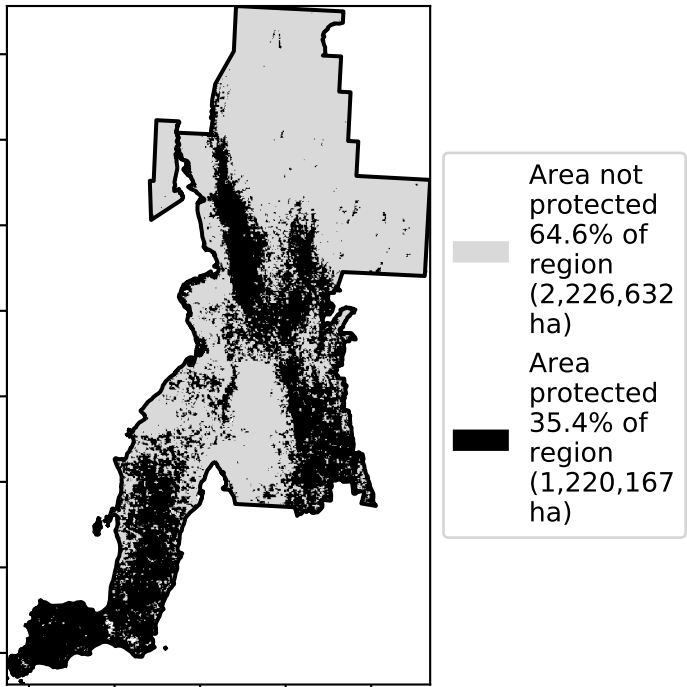 Area not
protected
64.6% of
region
(2,226,632
ha)
Area
protected
35.4% of
region
(1,220,167
ha)